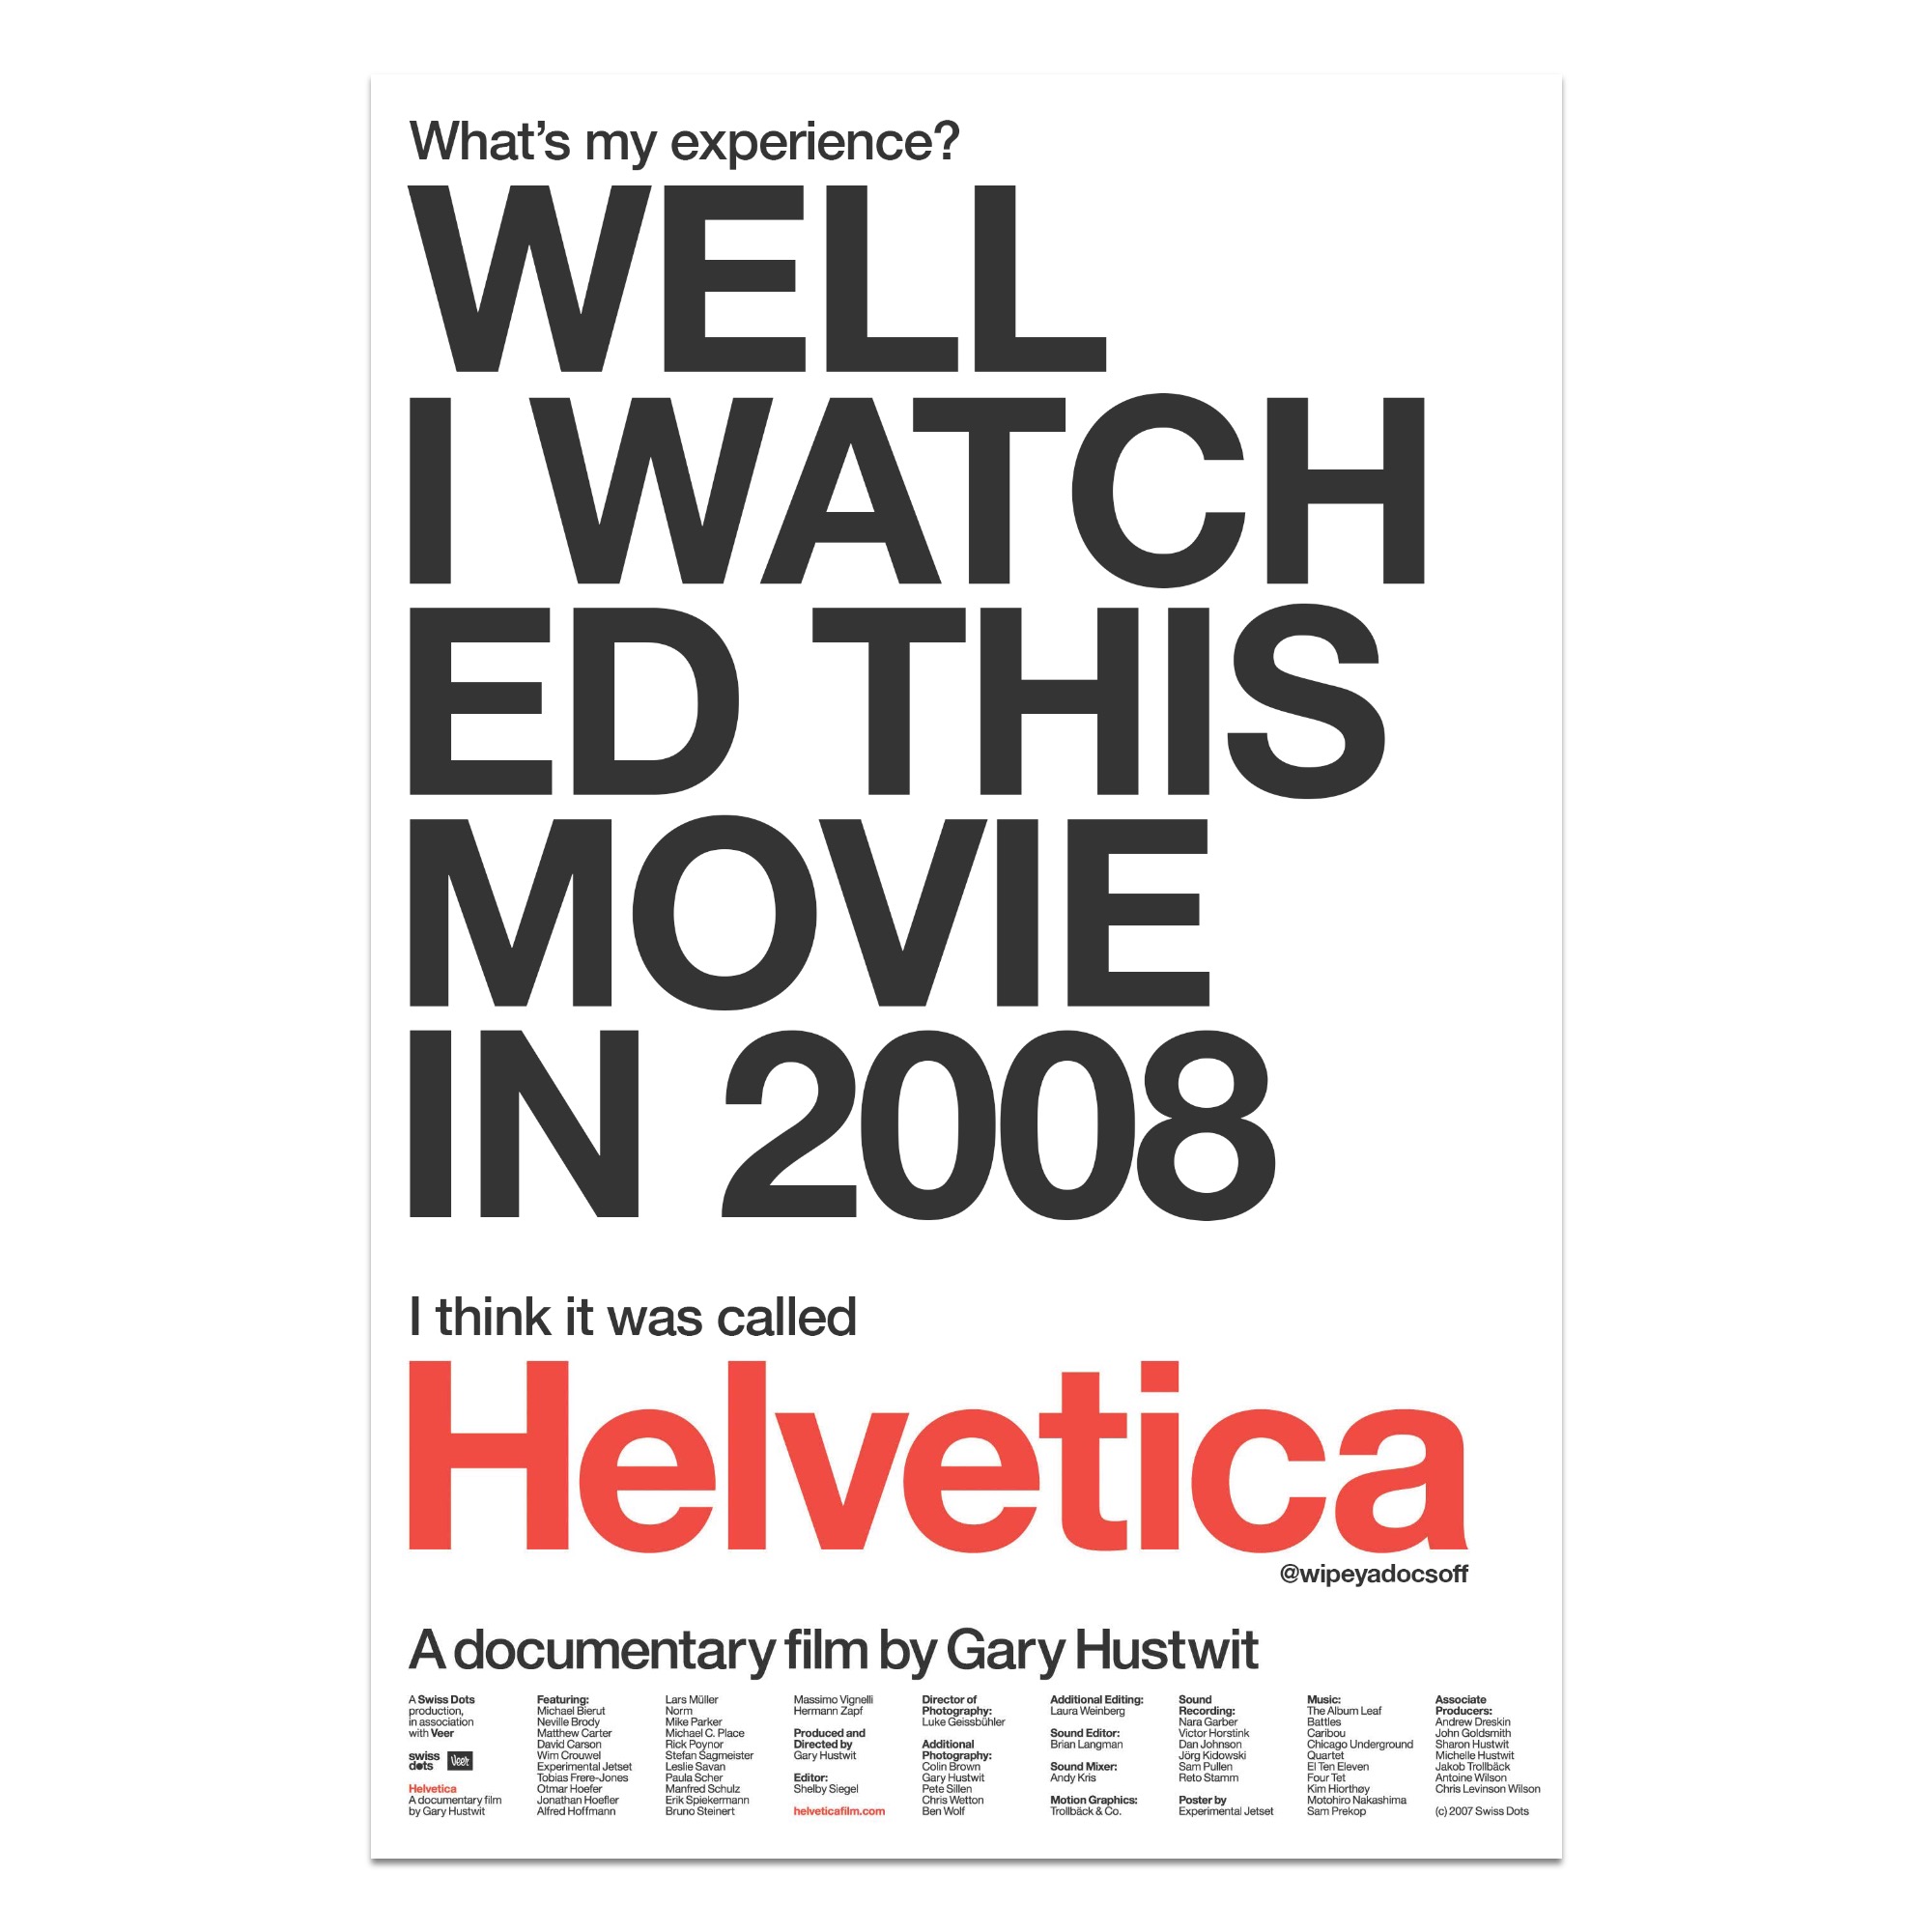 What's my experience?
WELL
I WATCH
ED THIS
MOVIE
IN 2008
I think it was called
Helvetica
@wipeyadocsoff
A documentary film by Gary Hustwit
A Swiss Dots
production,
in association
with Veer
swiss
dots
Veer
Helvetica
A documentary film
by Gary Hustwit
Featuring:
Michael Bierut
Neville Brody
Matthew Carter
David Carson
Wim Crouwel
Experimental Jetset
Tobias Frere-Jones
Otmar Hoefer
Jonathan Hoefler
Alfred Hoffmann
Lars Müller
Norm
Mike Parker
Michael C. Place
Rick Poynor
Stefan Sagmeister
Leslie Savan
Paula Scher
Manfred Schulz
Erik Spiekermann
Bruno Steinert
Massimo Vignelli
Hermann Zapf
Produced and
Directed by
Gary Hustwit
Editor:
Shelby Siegel
helveticafilm.com
Director of
Photography:
Luke Geissbühler
Additional
Photography:
Colin Brown
Gary Hustwit
Pete Sillen
Chris Wetton
Ben Wolf
Additional Editing:
Laura Weinberg
Sound Editor:
Brian Langman
Sound Mixer:
Andy Kris
Motion Graphics:
Trollbäck & Co.
Sound
Recording:
Nara Garber
Victor Horstink
Dan Johnson
Jörg Kidowski
Sam Pullen
Reto Stamm
Poster by
Experimental Jetset
Music:
The Album Leaf
Battles
Caribou
Chicago Underground
Quartet
El Ten Eleven
Four Tet
Kim Hiorthøy
Motohiro Nakashima
Sam Prekop
Associate
Producers:
Andrew Dreskin
John Goldsmith
Sharon Hustwit
Michelle Hustwit
Jakob Trollbäck
Antoine Wilson
Chris Levinson Wilson
(c) 2007 Swiss Dots